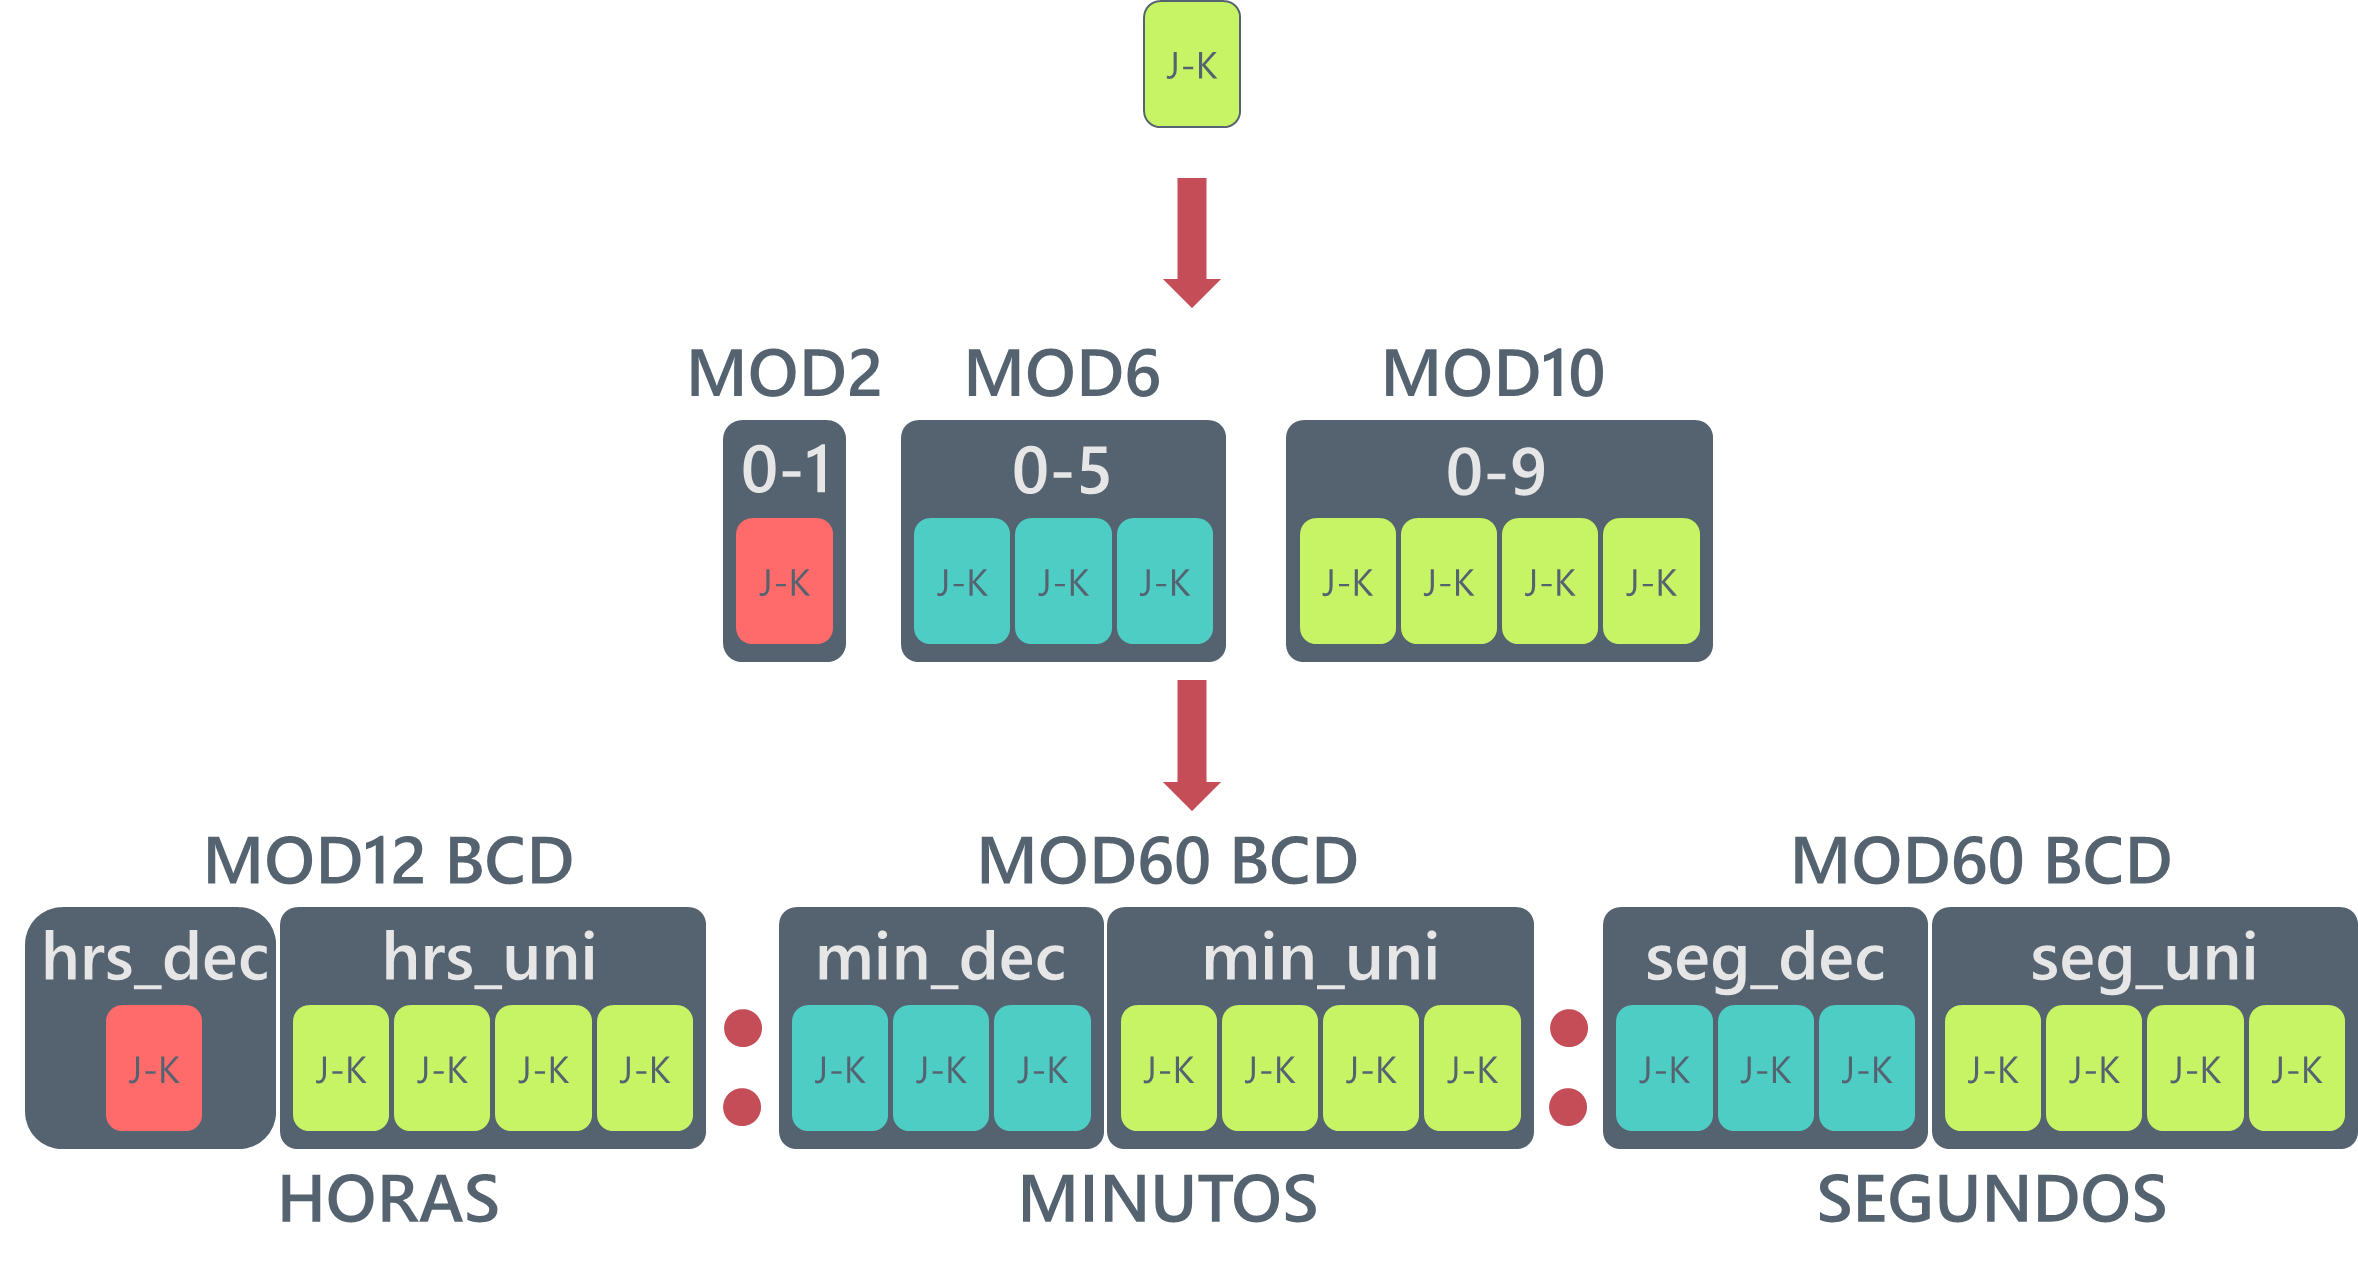 J-K
MOD2 MOD6 MOD10
0-1 0-5 0-9
J-K J-K J-K J-K J-K J-K J-K J-K
MOD12 BCD MOD60 BCD MOD60 BCD
hrs_dec hrs_uni min_dec min_uni seg_dec seg_uni
J-K J-K J-K J-K J-K J-K J-K J-K J-K J-K J-K J-K J-K J-K J-K J-K J-K J-K J-K
HORAS MINUTOS SEGUNDOS